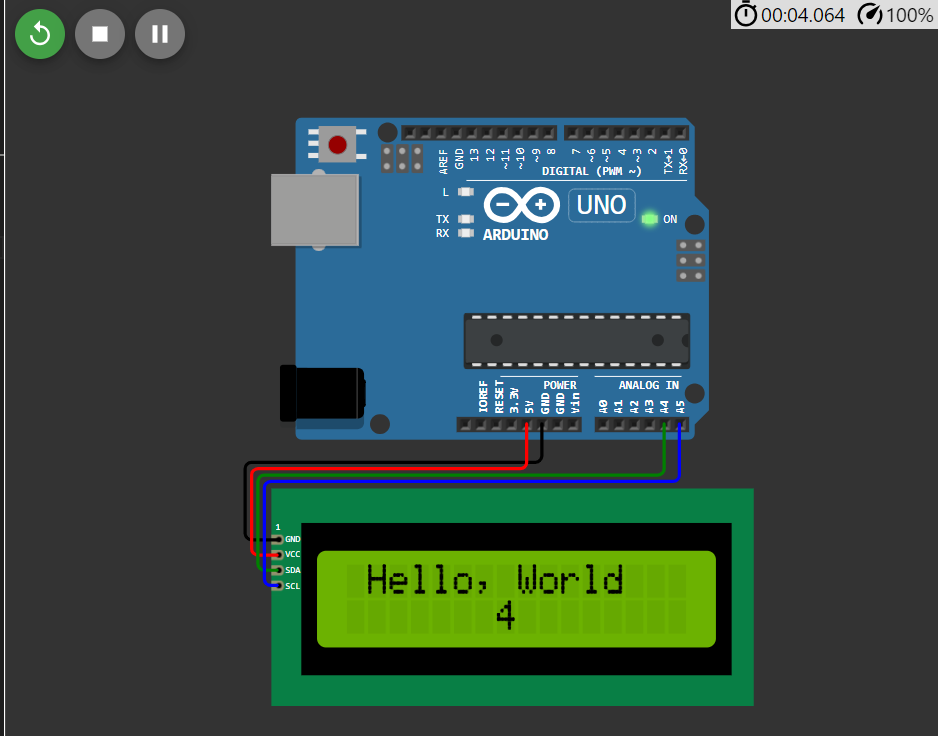 00:04.064 100%
AREF GND 13 12 ~11 ~10 ~9 8 7 ~6 ~5 4 ~3 2 TX→1 RX←0
DIGITAL (PWM ~)
L
TX
RX
UNO
ON
ARDUINO
POWER
ANALOG IN
IOREF RESET 3.3V 5V GND GND Vin A0 A1 A2 A3 A4 A5
1
GND
VCC
SDA
SCL
Hello, World
4